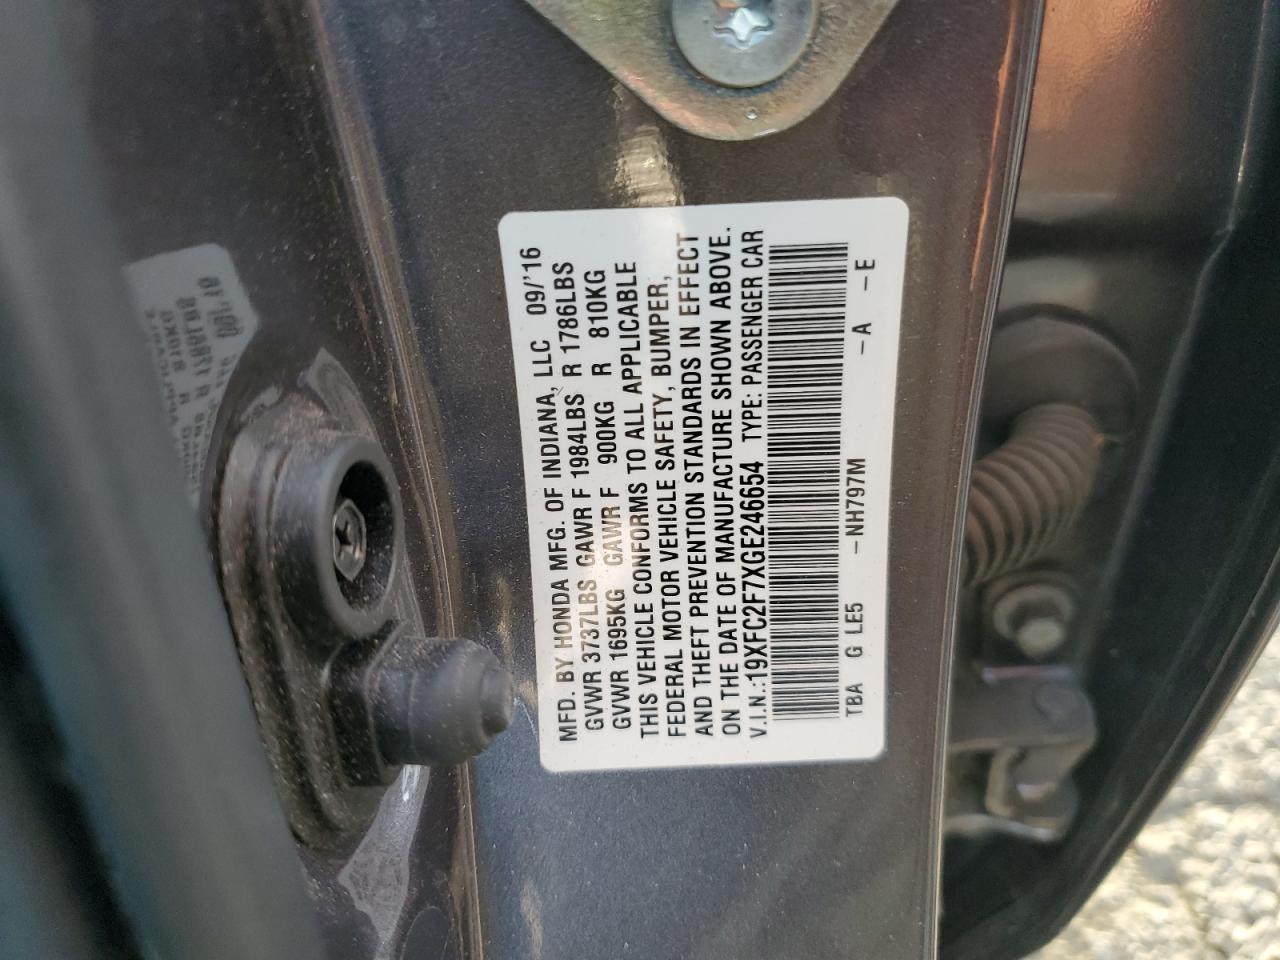 MFD. BY HONDA MFG. OF INDIANA, LLC 09/'16
GVWR 3737LBS GAWR F 1984LBS R 1786LBS
GVWR 1695KG GAWR F 900KG R 810KG
THIS VEHICLE CONFORMS TO ALL APPLICABLE
FEDERAL MOTOR VEHICLE SAFETY, BUMPER,
AND THEFT PREVENTION STANDARDS IN EFFECT
ON THE DATE OF MANUFACTURE SHOWN ABOVE.
V.I.N.:19XFC2F7XGE246654 TYPE: PASSENGER CAR
TBA G LE5 -NH797M -A -E